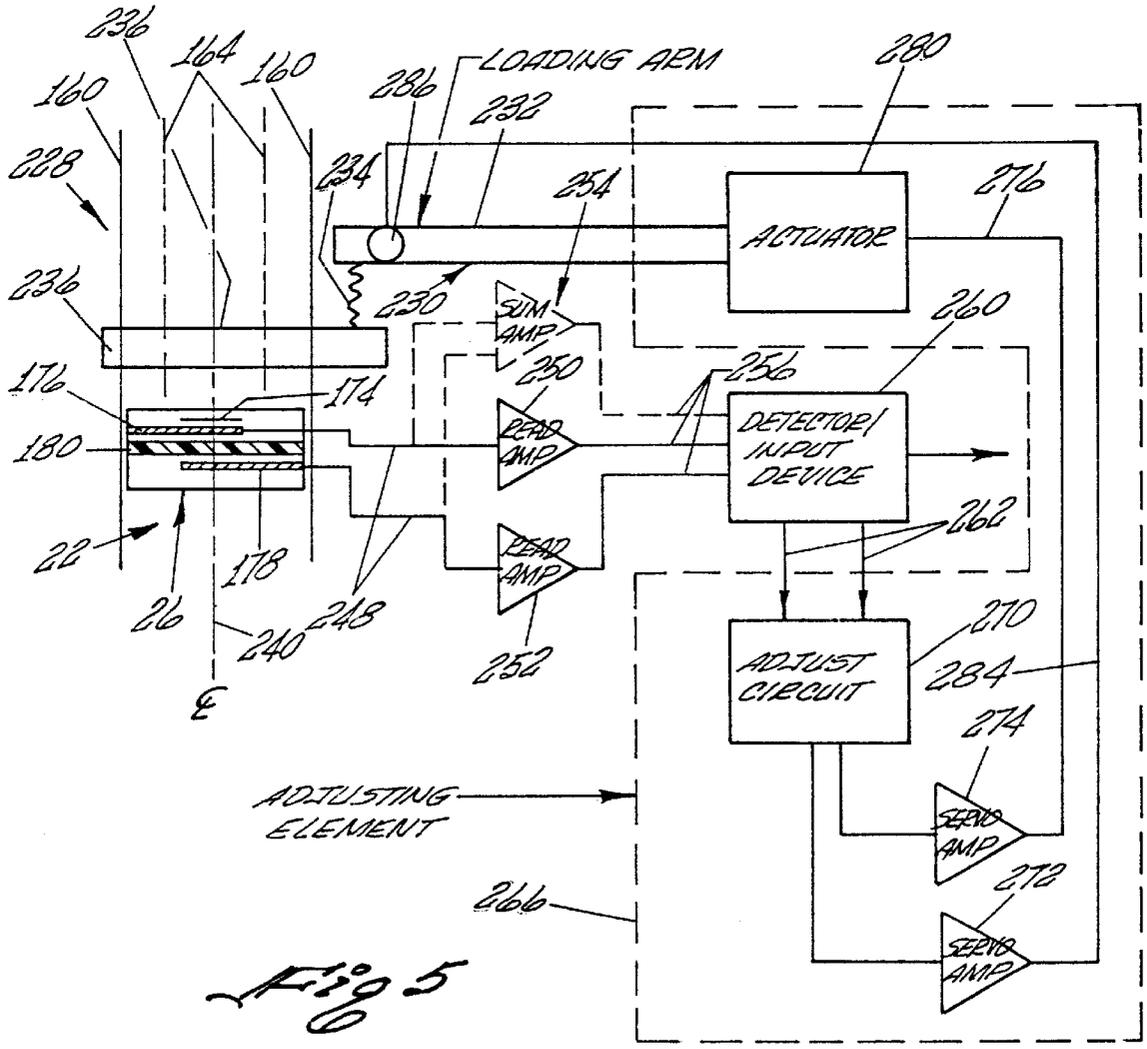 236
164
160
160
286
LOADING ARM
232
280
228
234
254
276
ACTUATOR
236
230
SUM
AMP
260
176
174
250
256
180
READ
AMP
DETECTOR/
INPUT
DEVICE
22
26
178
240
248
READ
AMP
252
262
270
℄
ADJUST
CIRCUIT
284
274
ADJUSTING
ELEMENT
SERVO
AMP
272
266
SERVO
AMP
Fig 5